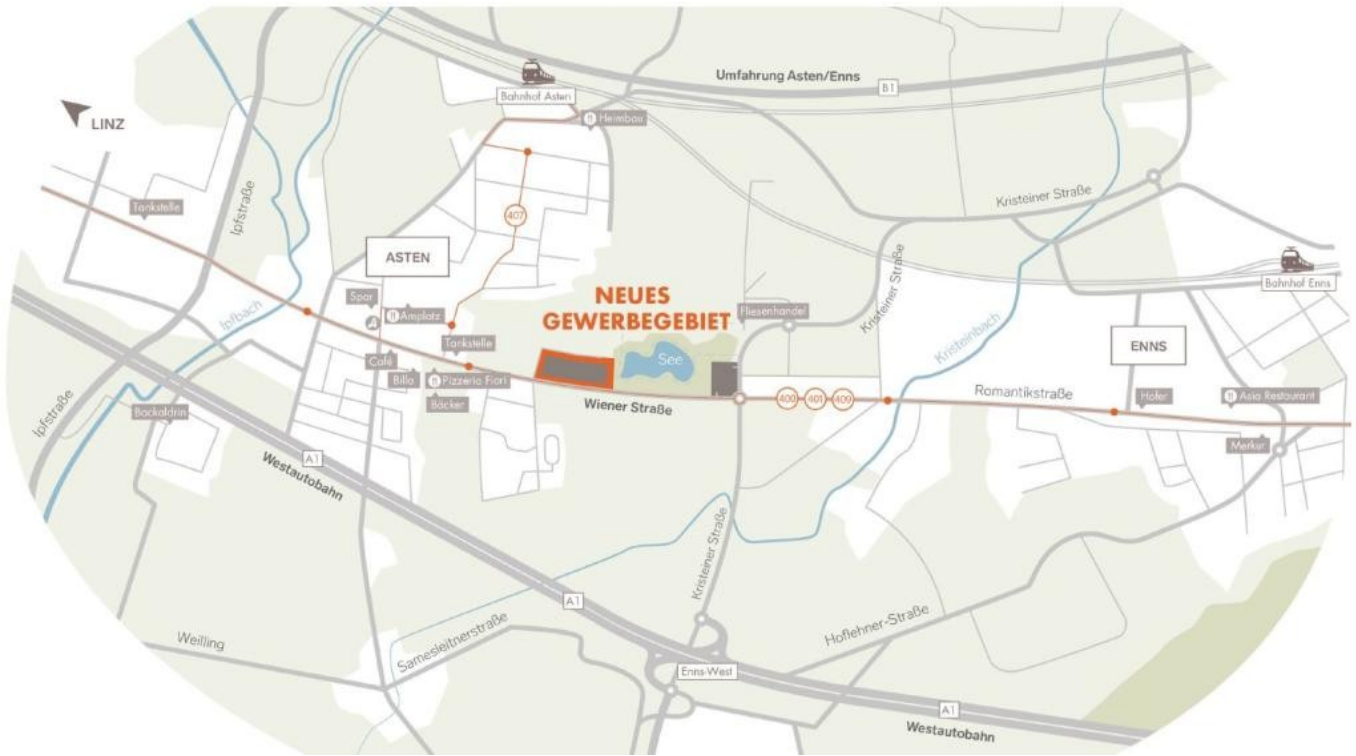 Umfahrung Asten/Enns
B1
Bahnhof Asten
Heimbau
LINZ
Tankstelle
Ipfstraße
407
ASTEN
Kristeiner Straße
Kristeiner Straße
Bahnhof Enns
Spar
Amplatz
Ipfbach
NEUES
GEWERBEGEBIET
Fliesenhandel
Kristeinbach
ENNS
Tankstelle
See
Café
Billa
Pizzeria Fiori
Bäcker
Wiener Straße
400
401
409
Romantikstraße
Hofer
Asia Restaurant
Merkur
Ipfstraße
Backaldrin
A1
Westautobahn
Kristeiner Straße
A1
Weilling
Samesleitnerstraße
Hoflehner-Straße
Enns-West
A1
Westautobahn